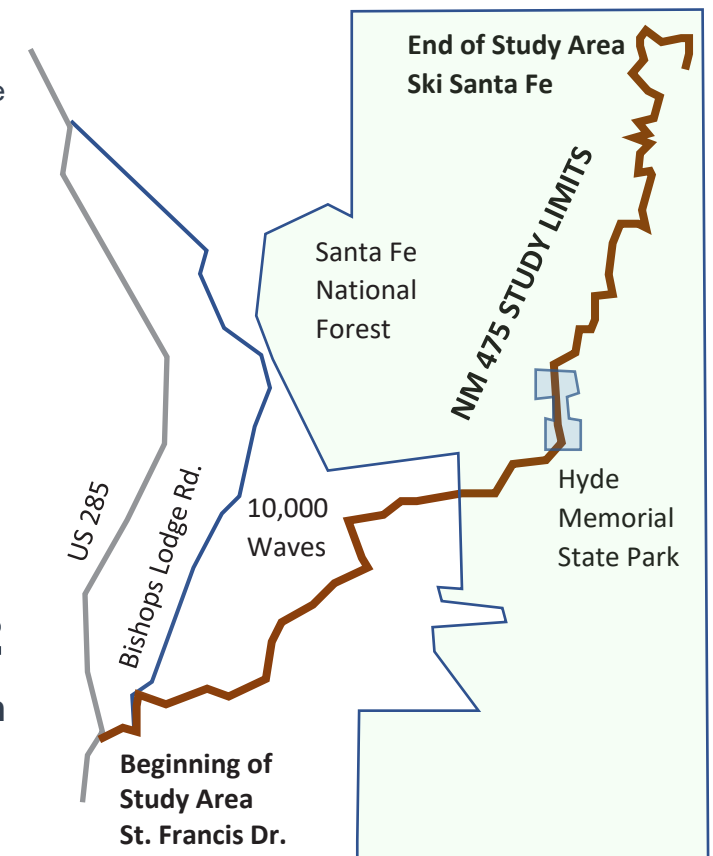 End of Study Area
Ski Santa Fe
NM 475 STUDY LIMITS
Santa Fe
National
Forest
Hyde
Memorial
State Park
10,000
Waves
US 285
Bishops Lodge Rd.
Beginning of
Study Area
St. Francis Dr.